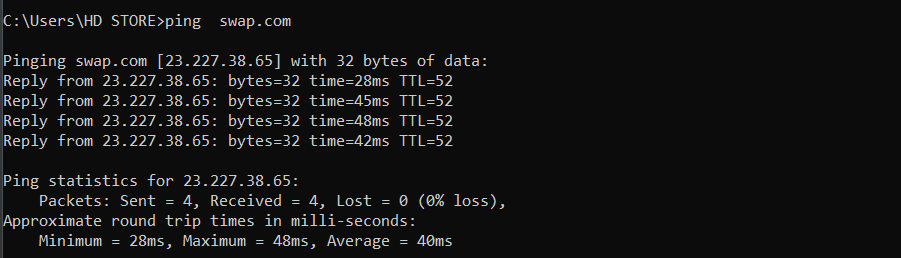 C:\Users\HD STORE>ping  swap.com
Pinging swap.com [23.227.38.65] with 32 bytes of data:
Reply from 23.227.38.65: bytes=32 time=28ms TTL=52
Reply from 23.227.38.65: bytes=32 time=45ms TTL=52
Reply from 23.227.38.65: bytes=32 time=48ms TTL=52
Reply from 23.227.38.65: bytes=32 time=42ms TTL=52
Ping statistics for 23.227.38.65:
    Packets: Sent = 4, Received = 4, Lost = 0 (0% loss),
Approximate round trip times in milli-seconds:
    Minimum = 28ms, Maximum = 48ms, Average = 40ms